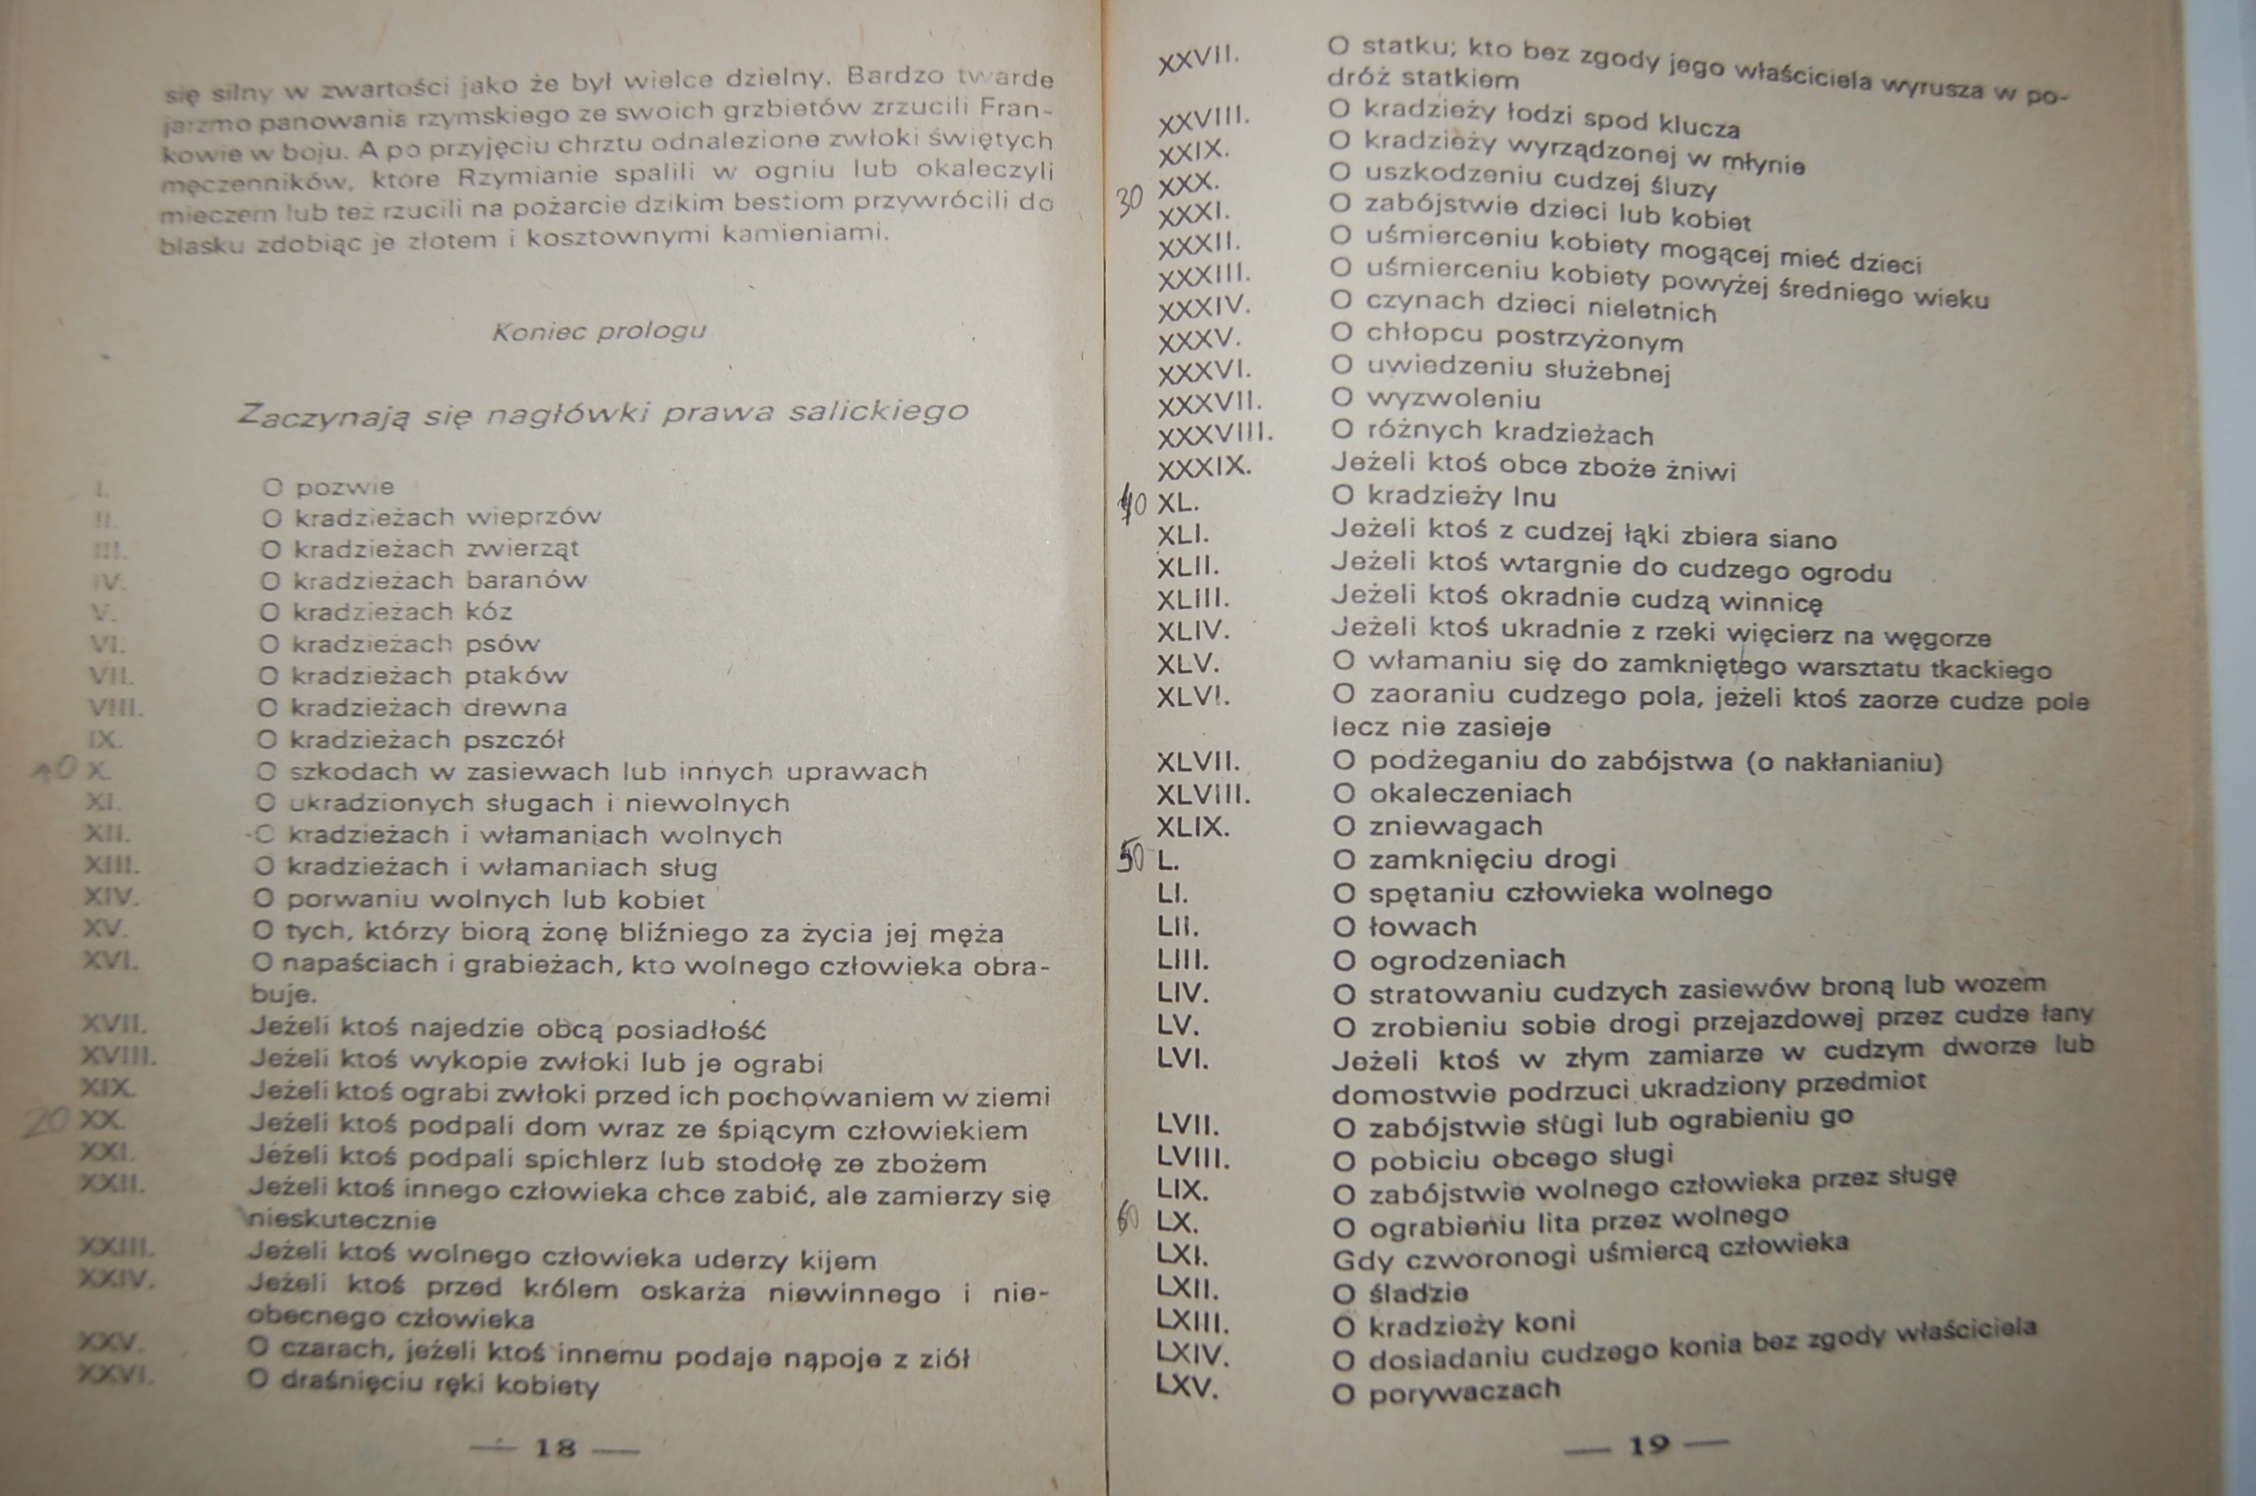 się silny w zwartości jako że był wielce dzielny. Bardzo twarde
jarzmo panowania rzymskiego ze swoich grzbietów zrzucili Fran-
kowie w boju. A po przyjęciu chrztu odnalezione zwłoki świętych
męczenników, które Rzymianie spalili w ogniu lub okaleczyli
mieczem lub też rzucili na pożarcie dzikim bestiom przywrócili do
blasku zdobiąc je złotem i kosztownymi kamieniami.
Koniec prologu
Zaczynają się nagłówki prawa salickiego
I. O pozwie
II. O kradzieżach wieprzów
III. O kradzieżach zwierząt
IV. O kradzieżach baranów
V. O kradzieżach kóz
VI. O kradzieżach psów
VII. O kradzieżach ptaków
VIII. O kradzieżach drewna
IX. O kradzieżach pszczół
10 X. O szkodach w zasiewach lub innych uprawach
XI. O ukradzionych sługach i niewolnych
XII. O kradzieżach i włamaniach wolnych
XIII. O kradzieżach i włamaniach sług
XIV. O porwaniu wolnych lub kobiet
XV. O tych, którzy biorą żonę bliźniego za życia jej męża
XVI. O napaściach i grabieżach, kto wolnego człowieka obra-
buje.
XVII. Jeżeli ktoś najedzie obcą posiadłość
XVIII. Jeżeli ktoś wykopie zwłoki lub je ograbi
XIX. Jeżeli ktoś ograbi zwłoki przed ich pochowaniem w ziemi
20 XX. Jeżeli ktoś podpali dom wraz ze śpiącym człowiekiem
XXI. Jeżeli ktoś podpali spichlerz lub stodołę ze zbożem
XXII. Jeżeli ktoś innego człowieka chce zabić, ale zamierzy się
nieskutecznie
XXIII. Jeżeli ktoś wolnego człowieka uderzy kijem
XXIV. Jeżeli ktoś przed królem oskarża niewinnego i nie-
obecnego człowieka
XXV. O czarach, jeżeli ktoś innemu podaje napoje z ziół
XXVI. O draśnięciu ręki kobiety
— 18 —
XXVII. O statku; kto bez zgody jego właściciela wyrusza w po-
dróż statkiem
XXVIII. O kradzieży łodzi spod klucza
XXIX. O kradzieży wyrządzonej w młynie
30 XXX. O uszkodzeniu cudzej śluzy
XXXI. O zabójstwie dzieci lub kobiet
XXXII. O uśmierceniu kobiety mogącej mieć dzieci
XXXIII. O uśmierceniu kobiety powyżej średniego wieku
XXXIV. O czynach dzieci nieletnich
XXXV. O chłopcu postrzyżonym
XXXVI. O uwiedzeniu służebnej
XXXVII. O wyzwoleniu
XXXVIII. O różnych kradzieżach
XXXIX. Jeżeli ktoś obce zboże żniwi
40 XL. O kradzieży lnu
XLI. Jeżeli ktoś z cudzej łąki zbiera siano
XLII. Jeżeli ktoś wtargnie do cudzego ogrodu
XLIII. Jeżeli ktoś okradnie cudzą winnicę
XLIV. Jeżeli ktoś ukradnie z rzeki więcierz na węgorze
XLV. O włamaniu się do zamkniętego warsztatu tkackiego
XLVI. O zaoraniu cudzego pola, jeżeli ktoś zaorze cudze pole
lecz nie zasieje
XLVII. O podżeganiu do zabójstwa (o nakłanianiu)
XLVIII. O okaleczeniach
XLIX. O zniewagach
50 L. O zamknięciu drogi
LI. O spętaniu człowieka wolnego
LII. O łowach
LIII. O ogrodzeniach
LIV. O stratowaniu cudzych zasiewów broną lub wozem
LV. O zrobieniu sobie drogi przejazdowej przez cudze łany
LVI. Jeżeli ktoś w złym zamiarze w cudzym dworze lub
domostwie podrzuci ukradziony przedmiot
LVII. O zabójstwie sługi lub ograbieniu go
LVIII. O pobiciu obcego sługi
LIX. O zabójstwie wolnego człowieka przez sługę
60 LX. O ograbieniu lita przez wolnego
LXI. Gdy czworonogi uśmiercą człowieka
LXII. O śladzie
LXIII. O kradzieży koni
LXIV. O dosiadaniu cudzego konia bez zgody właściciela
LXV. O porywaczach
— 19 —